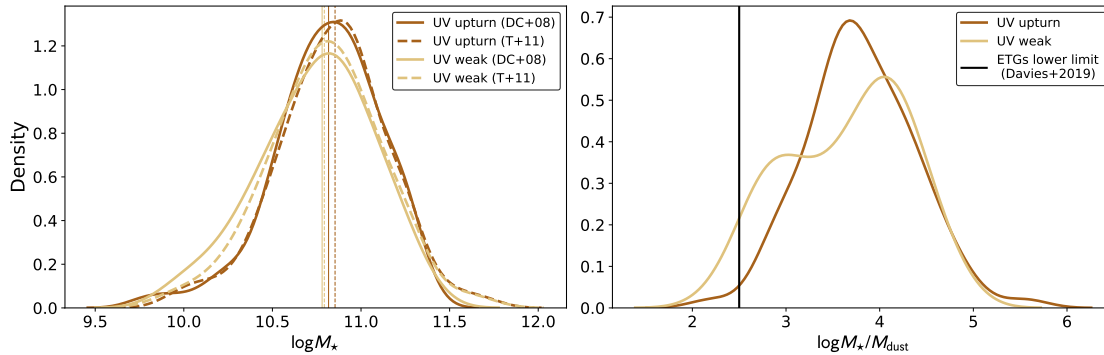 UV upturn (DC+08)
UV upturn (T+11)
UV weak (DC+08)
UV weak (T+11)
Density
1.2
1.0
0.8
0.6
0.4
0.2
0.0
9.5 10.0 10.5 11.0 11.5 12.0
logM⋆
UV upturn
UV weak
ETGs lower limit
(Davies+2019)
0.7
0.6
0.5
0.4
0.3
0.2
0.1
0.0
2 3 4 5 6
logM⋆/Mdust